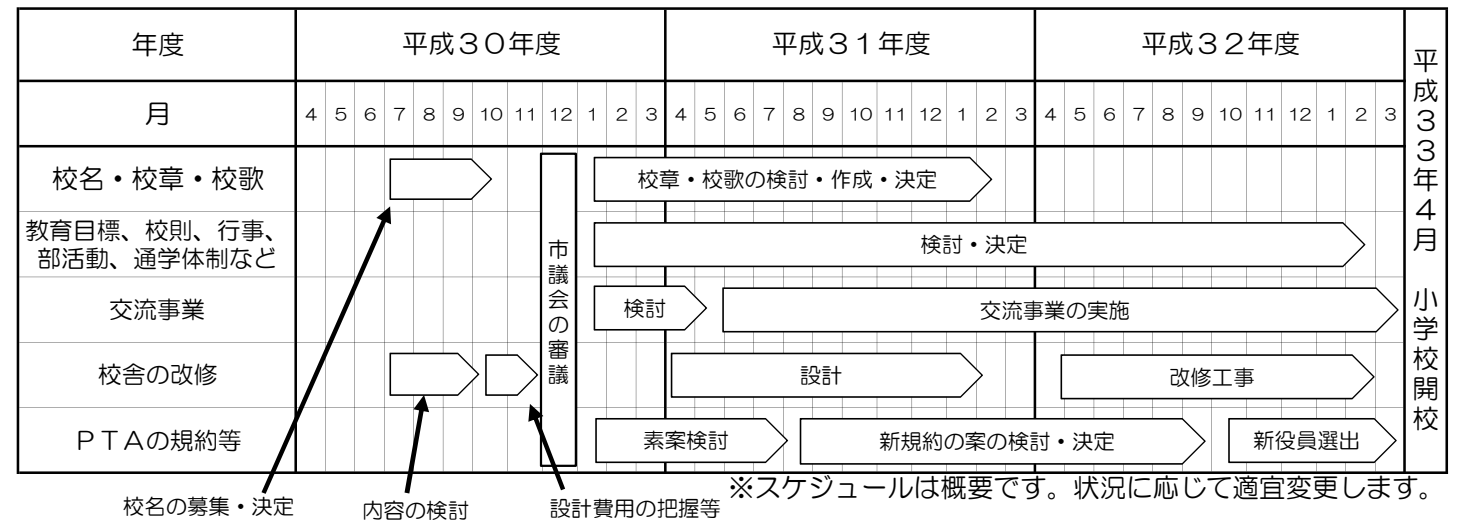 年度 平成30年度 平成31年度 平成32年度
月 4 5 6 7 8 9 10 11 12 1 2 3 4 5 6 7 8 9 10 11 12 1 2 3 4 5 6 7 8 9 10 11 12 1 2 3
校名・校章・校歌 校章・校歌の検討・作成・決定
教育目標、校則、行事、
部活動、通学体制など 検討・決定
交流事業 検討 交流事業の実施
校舎の改修 設計 改修工事
PTAの規約等 素案検討 新規約の案の検討・決定 新役員選出
市議会の審議
平成33年4月 小学校開校
※スケジュールは概要です。状況に応じて適宜変更します。
校名の募集・決定 内容の検討 設計費用の把握等